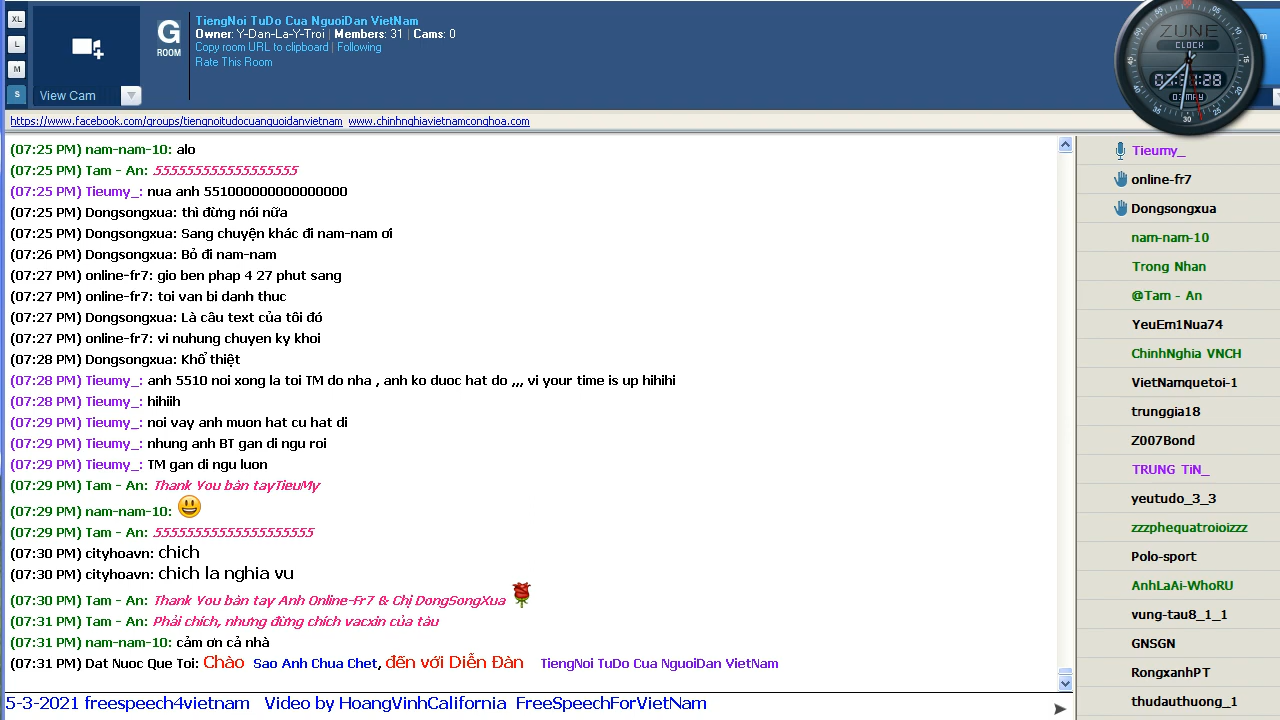 XL
L
M
S
View Cam
G
ROOM
TiengNoi TuDo Cua NguoiDan VietNam
Owner: Y-Dan-La-Y-Troi | Members: 31 | Cams: 0
Copy room URL to clipboard | Following
Rate This Room
ZUNE
CLOCK
03 MAY
https://www.facebook.com/groups/tiengnoitudocuanguoidanvietnam www.chinhnghiavietnamconghoa.com
(07:25 PM) nam-nam-10: alo
(07:25 PM) Tam - An: 55555555555555555
(07:25 PM) Tieumy_: nua anh 551000000000000000
(07:25 PM) Dongsongxua: thì đừng nói nữa
(07:25 PM) Dongsongxua: Sang chuyện khác đi nam-nam ơi
(07:26 PM) Dongsongxua: Bỏ đi nam-nam
(07:27 PM) online-fr7: gio ben phap 4 27 phut sang
(07:27 PM) online-fr7: toi van bi danh thuc
(07:27 PM) Dongsongxua: Là câu text của tôi đó
(07:27 PM) online-fr7: vi nuhung chuyen ky khoi
(07:28 PM) Dongsongxua: Khổ thiệt
(07:28 PM) Tieumy_: anh 5510 noi xong la toi TM do nha , anh ko duoc hat do ,,, vi your time is up hihihi
(07:28 PM) Tieumy_: hihiih
(07:29 PM) Tieumy_: noi vay anh muon hat cu hat di
(07:29 PM) Tieumy_: nhung anh BT gan di ngu roi
(07:29 PM) Tieumy_: TM gan di ngu luon
(07:29 PM) Tam - An: Thank You bàn tayTieuMy
(07:29 PM) nam-nam-10: 😃
(07:29 PM) Tam - An: 5555555555555555555
(07:30 PM) cityhoavn: chich
(07:30 PM) cityhoavn: chich la nghia vu
(07:30 PM) Tam - An: Thank You bàn tay Anh Online-Fr7 & Chị DongSongXua 🌹
(07:31 PM) Tam - An: Phải chích, nhưng đừng chích vacxin của tàu
(07:31 PM) nam-nam-10: cảm ơn cả nhà
(07:31 PM) Dat Nuoc Que Toi: Chào Sao Anh Chua Chet, đến với Diễn Đàn TiengNoi TuDo Cua NguoiDan VietNam
5-3-2021 freespeech4vietnam Video by HoangVinhCalifornia FreeSpeechForVietNam
Tieumy_
online-fr7
Dongsongxua
nam-nam-10
Trong Nhan
@Tam - An
YeuEm1Nua74
ChinhNghia VNCH
VietNamquetoi-1
trunggia18
Z007Bond
TRUNG TiN_
yeutudo_3_3
zzzphequatroioizzz
Polo-sport
AnhLaAi-WhoRU
vung-tau8_1_1
GNSGN
RongxanhPT
thudauthuong_1